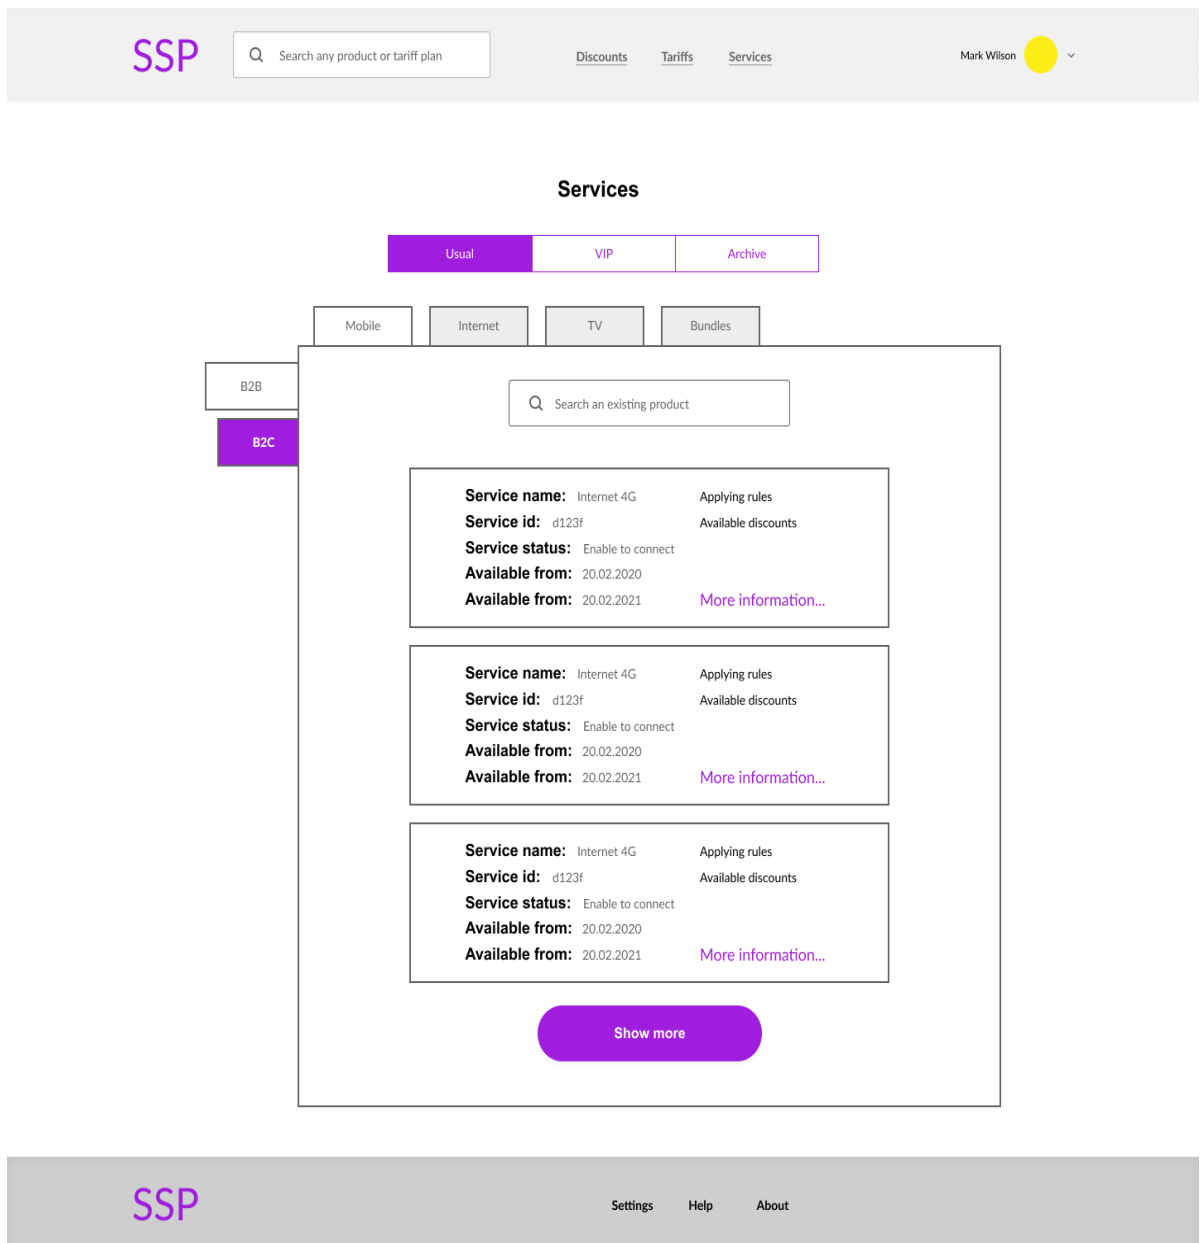 SSP
Search any product or tariff plan
Discounts Tariffs Services
Mark Wilson
Services
Usual VIP Archive
Mobile Internet TV Bundles
B2B
B2C
Search an existing product
Service name: Internet 4G Applying rules
Service id: d123f Available discounts
Service status: Enable to connect
Available from: 20.02.2020
Available from: 20.02.2021 More information...
Service name: Internet 4G Applying rules
Service id: d123f Available discounts
Service status: Enable to connect
Available from: 20.02.2020
Available from: 20.02.2021 More information...
Service name: Internet 4G Applying rules
Service id: d123f Available discounts
Service status: Enable to connect
Available from: 20.02.2020
Available from: 20.02.2021 More information...
Show more
SSP
Settings Help About